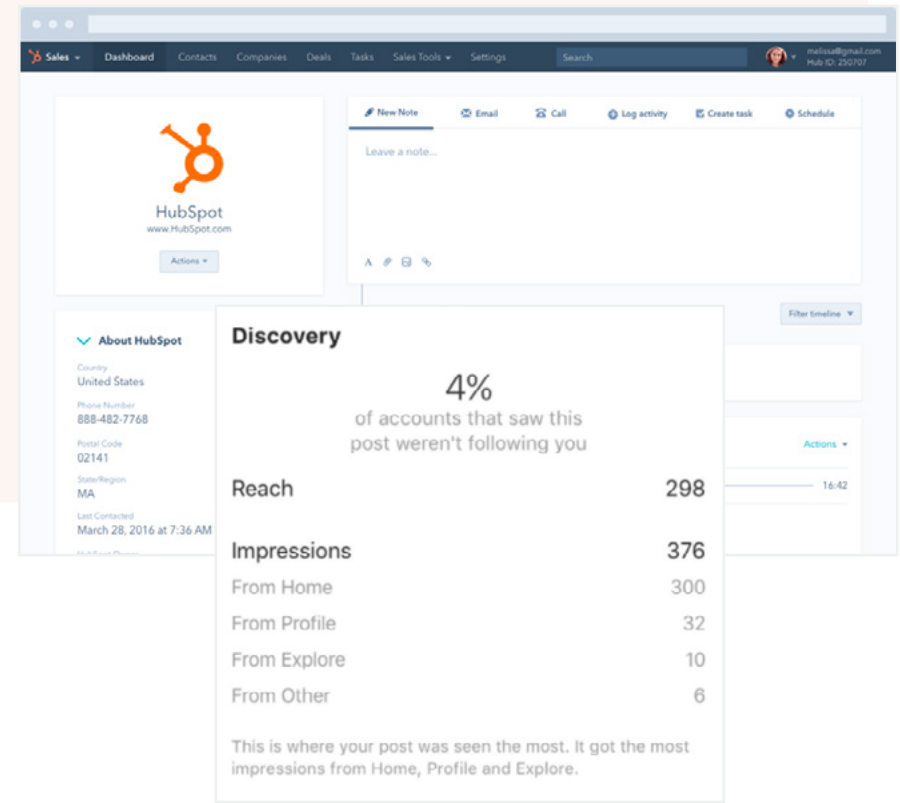 Sales Dashboard Contacts Companies Deals Tasks Sales Tools Settings Search melissa@gmail.com
Hub ID: 250707
New Note Email Call Log activity Create task Schedule
Leave a note...
HubSpot
www.HubSpot.com
Actions
A
Filter timeline
About HubSpot
Country
United States
Phone Number
888-482-7768
Postal Code
02141
State/Region
MA
Last Contacted
March 28, 2016 at 7:36 AM
Actions
16:42
Discovery
4%
of accounts that saw this
post weren't following you
Reach 298
Impressions 376
From Home 300
From Profile 32
From Explore 10
From Other 6
This is where your post was seen the most. It got the most
impressions from Home, Profile and Explore.